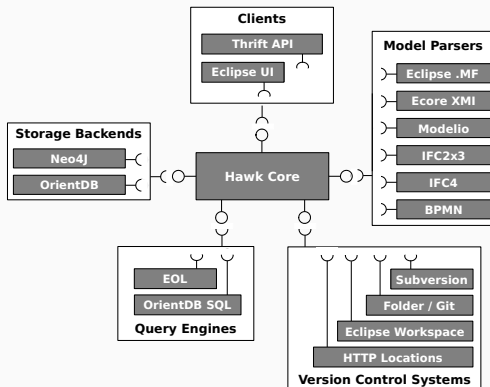 Clients
Thrift API
Eclipse UI
Model Parsers
Eclipse .MF
Ecore XMI
Modelio
IFC2x3
IFC4
BPMN
Storage Backends
Neo4J
OrientDB
Hawk Core
EOL
OrientDB SQL
Query Engines
Subversion
Folder / Git
Eclipse Workspace
HTTP Locations
Version Control Systems